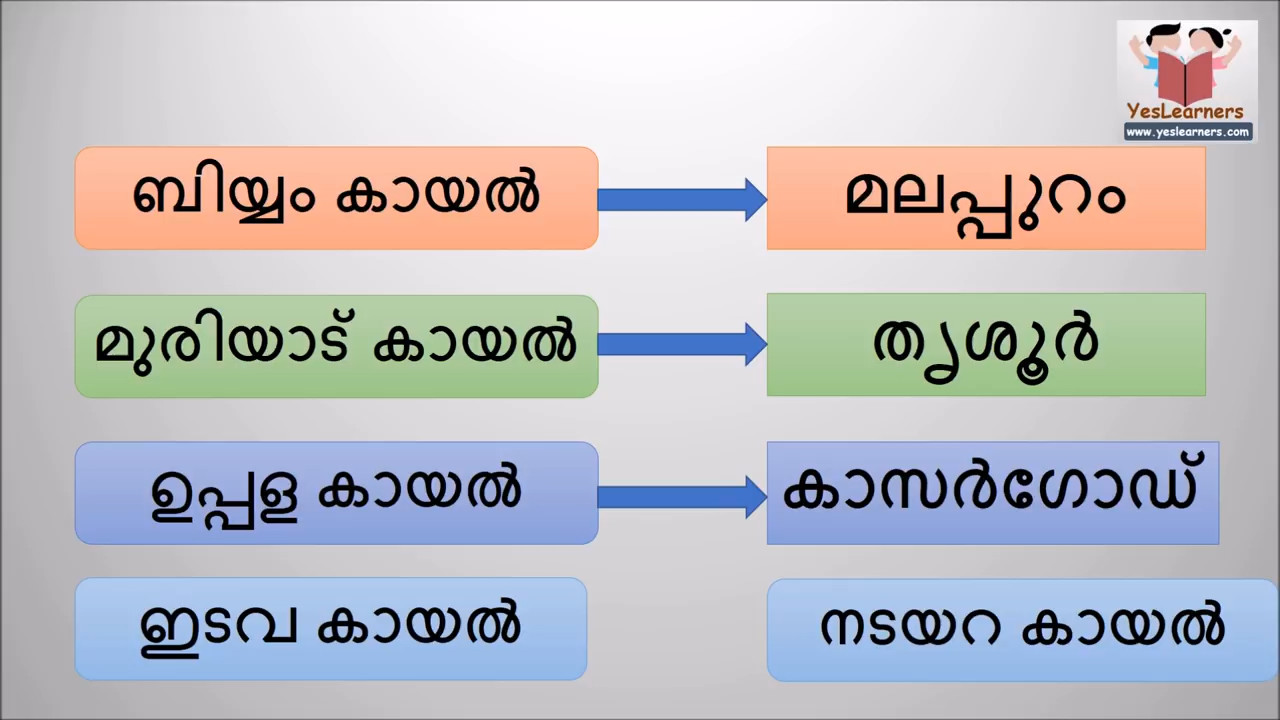 YesLearners
www.yeslearners.com
ബിയ്യം കായൽ
മലപ്പുറം
മുരിയാട് കായൽ
തൃശൂർ
ഉപ്പള കായൽ
കാസർഗോഡ്
ഇടവ കായൽ
നടയറ കായൽ